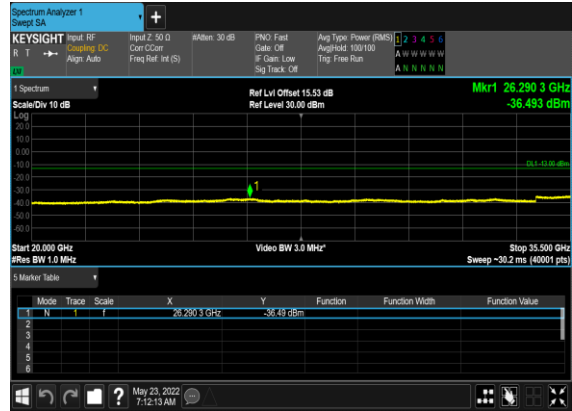 Spectrum Analyzer 1
Swept SA
KEYSIGHT Input: RF Input Z: 50 Ω #Atten: 30 dB PNO: Fast Avg Type: Power (RMS) 1 2 3 4 5 6
R T Coupling: DC Corr CCorr Gate: Off Avg|Hold: 100/100 A W W W W W
Align: Auto Freq Ref: Int (S) IF Gain: Low Trig: Free Run
Sig Track: Off A N N N N N
1 Spectrum Ref Lvl Offset 15.53 dB Mkr1 26.290 3 GHz
Scale/Div 10 dB Ref Level 30.00 dBm -36.493 dBm
Log
20.0
10.0
0.00
-10.0 DL1 -13.00 dBm
-20.0
-30.0 1
-40.0
-50.0
-60.0
Start 20.000 GHz Video BW 3.0 MHz* Stop 35.500 GHz
#Res BW 1.0 MHz Sweep ~30.2 ms (40001 pts)
5 Marker Table
Mode Trace Scale X Y Function Function Width Function Value
1 N 1 f 26.290 3 GHz -36.49 dBm
2
3
4
5
6
May 23, 2022
7:12:13 AM